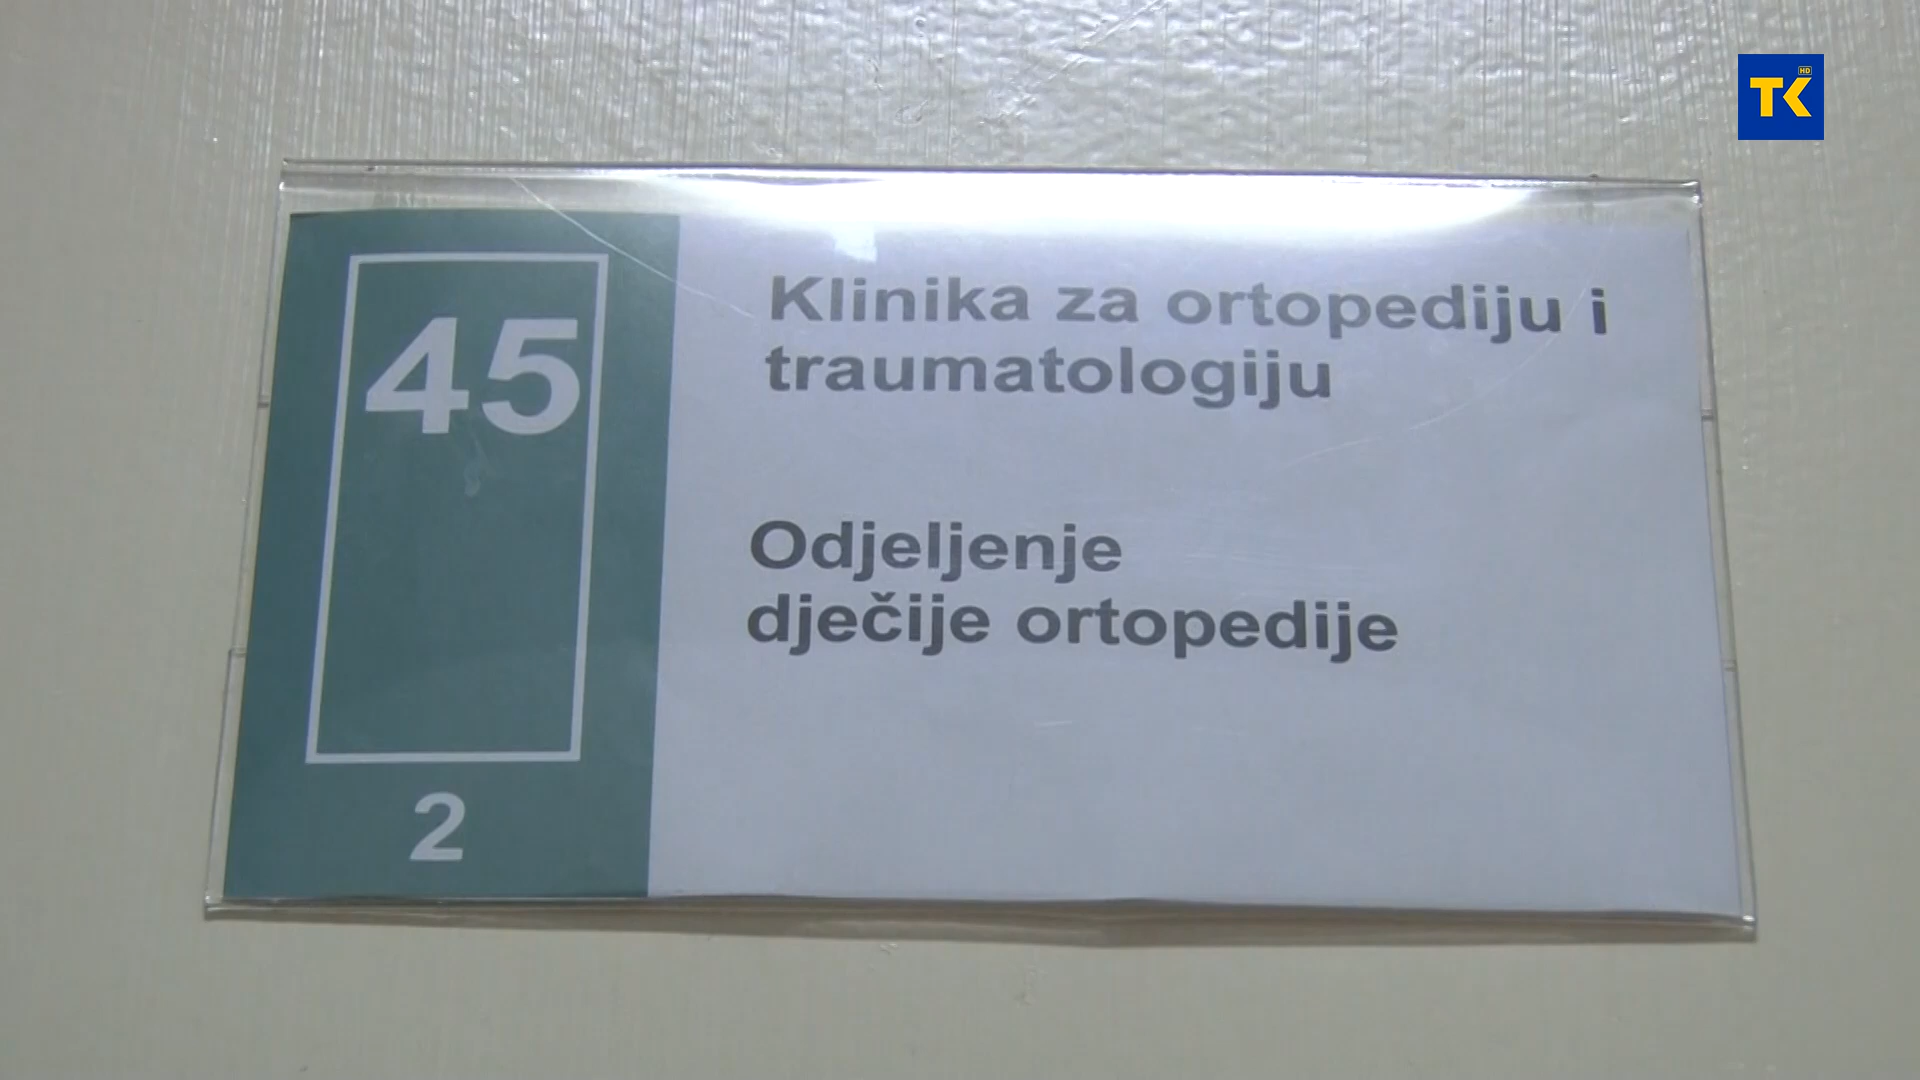 TK HD
45
2
Klinika za ortopediju i
traumatologiju
Odjeljenje
dječije ortopedije